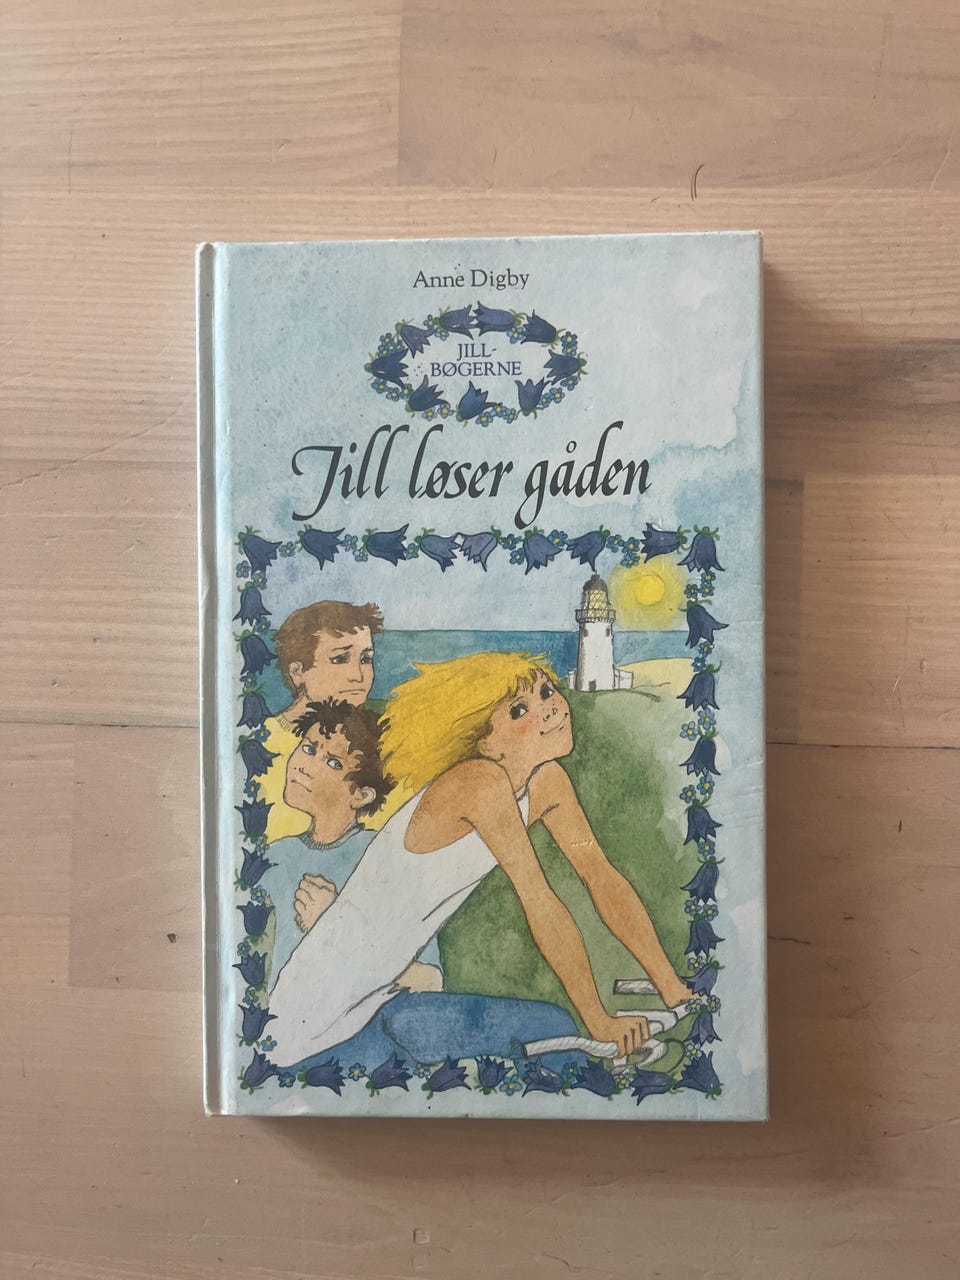 Anne Digby
JILL-
BØGERNE
Jill løser gåden